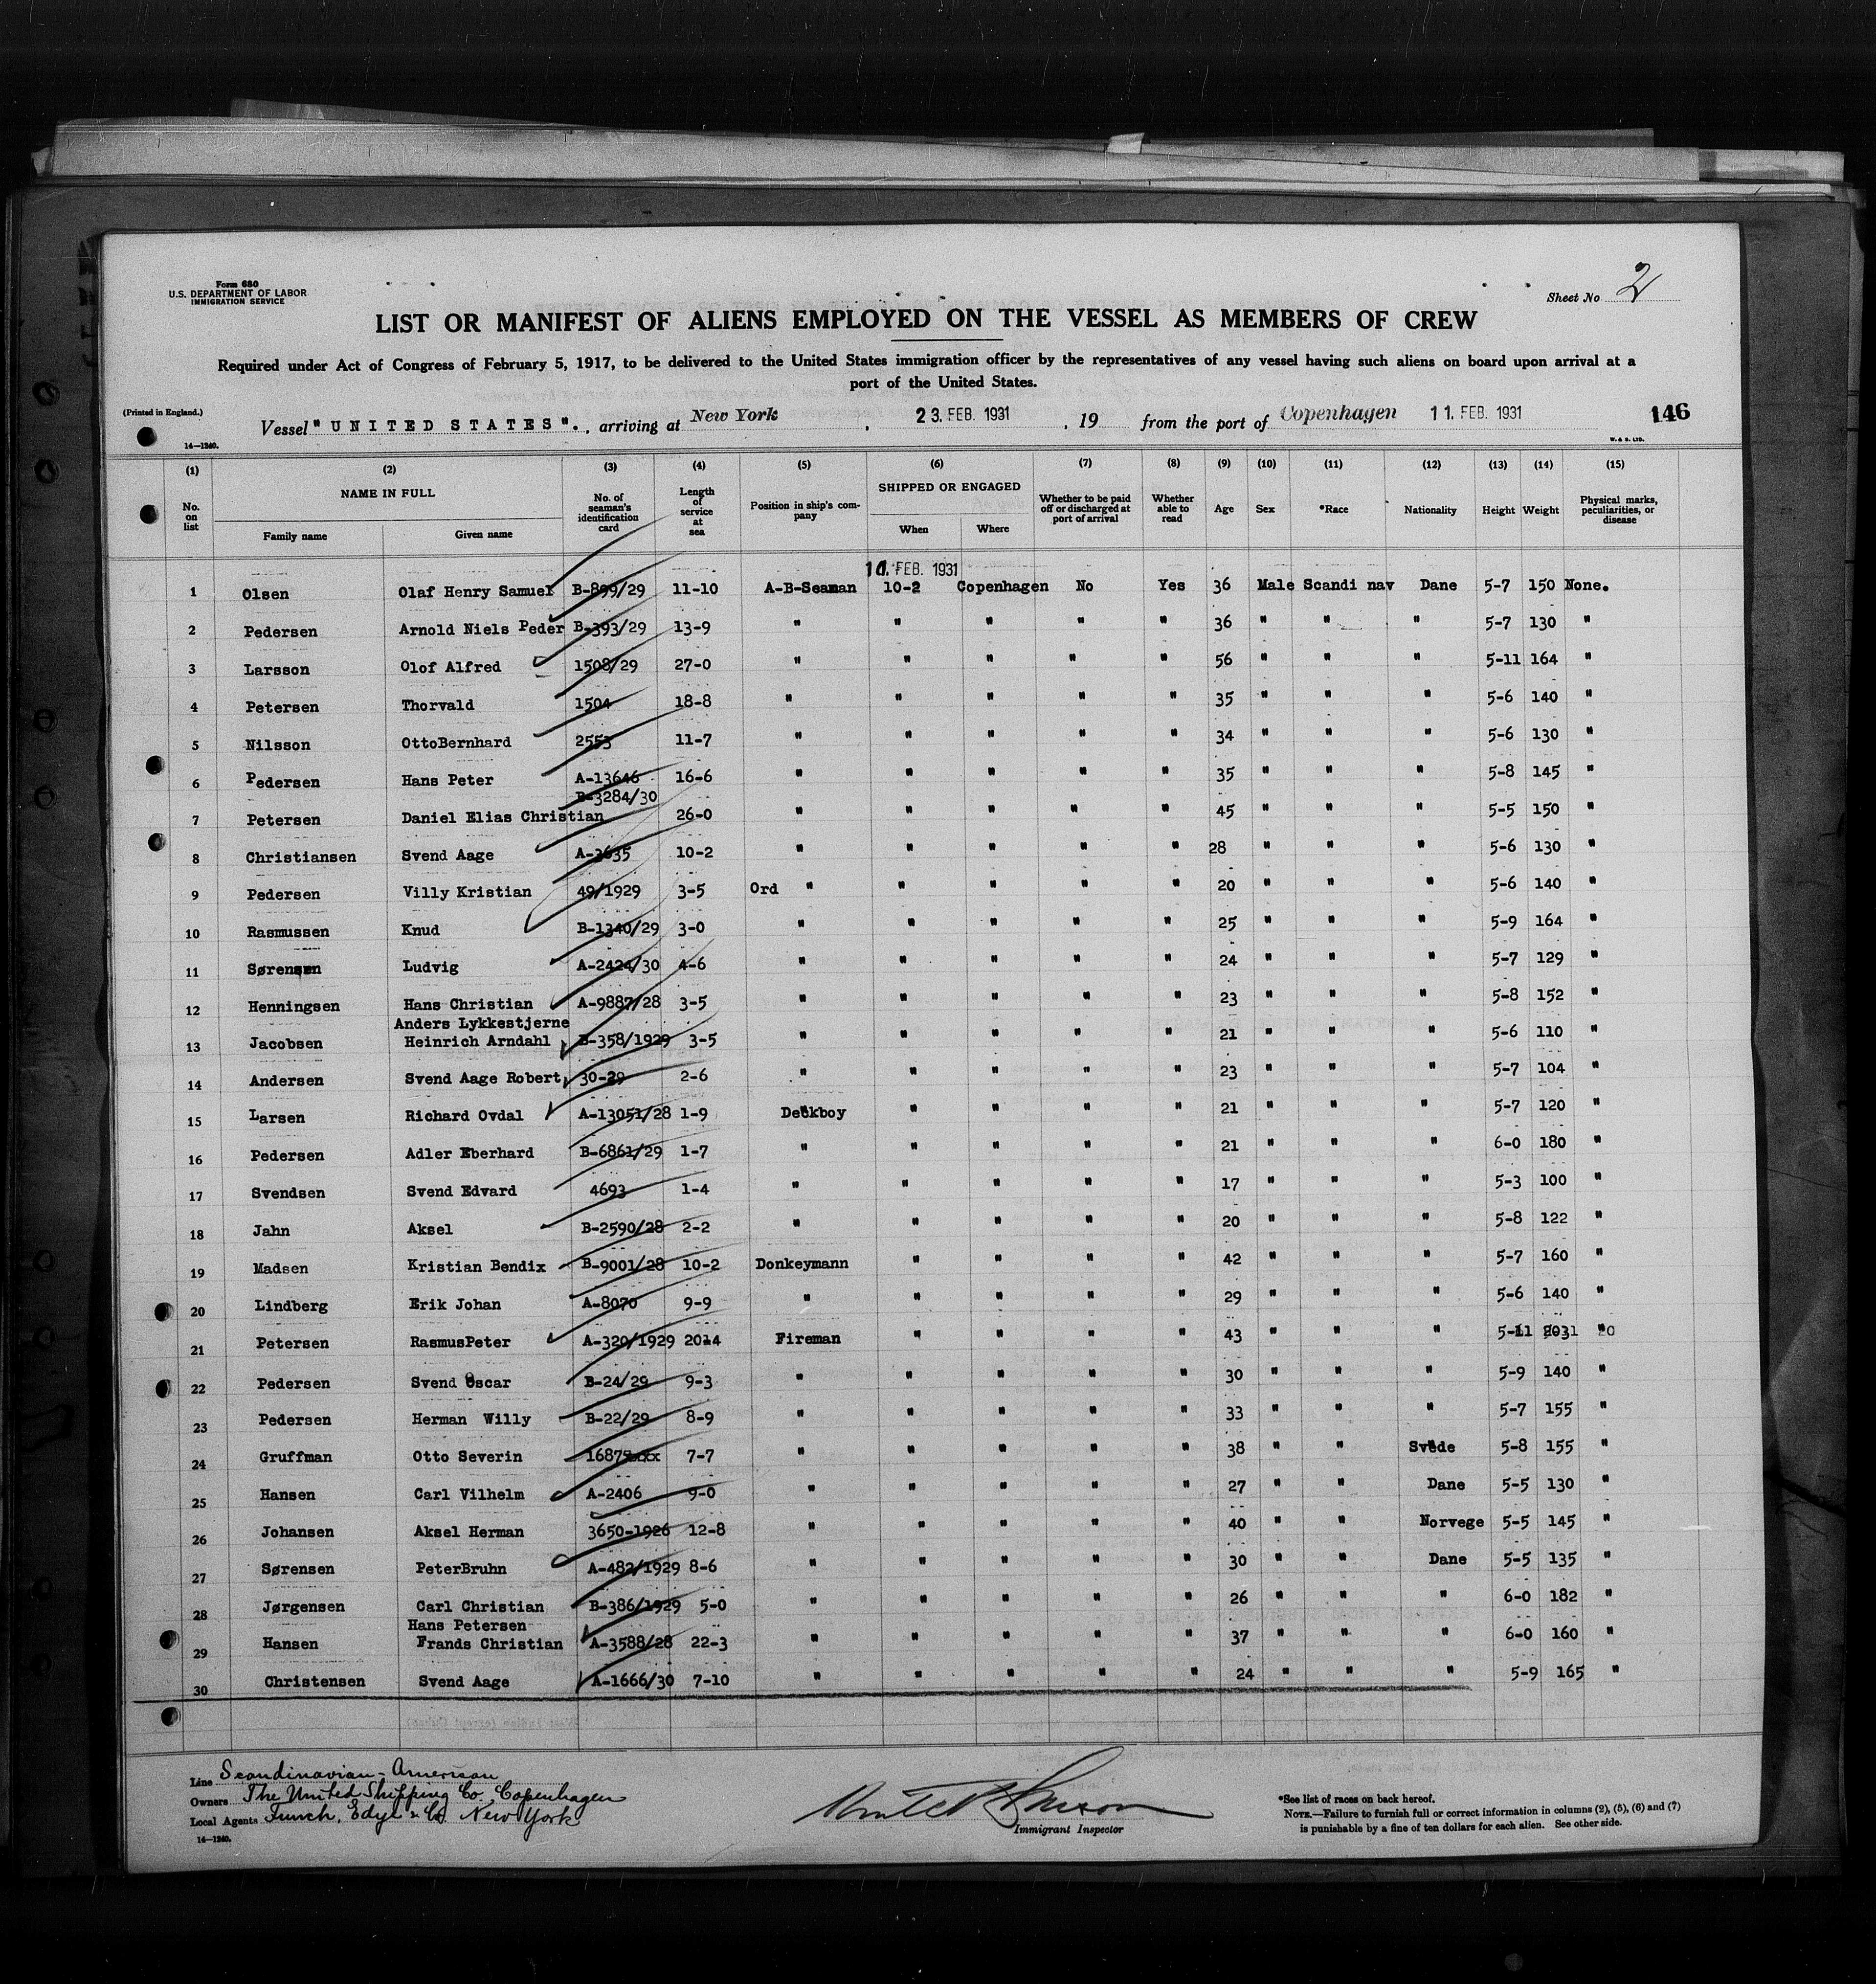 Form 680
U.S. DEPARTMENT OF LABOR
IMMIGRATION SERVICE
Sheet No 2
LIST OR MANIFEST OF ALIENS EMPLOYED ON THE VESSEL AS MEMBERS OF CREW
Required under Act of Congress of February 5, 1917, to be delivered to the United States immigration officer by the representatives of any vessel having such aliens on board upon arrival at a
port of the United States.
(Printed in England.)
Vessel "UNITED STATES"., arriving at New York, 23. FEB. 1931, 19 from the port of Copenhagen 11. FEB. 1931 146
14—1240. W. & S. LTD.
(1) (2) (3) (4) (5) (6) (7) (8) (9) (10) (11) (12) (13) (14) (15)
No. on list NAME IN FULL Family name Given name No. of seaman's identification card Length of service at sea Position in ship's company SHIPPED OR ENGAGED When Where Whether to be paid off or discharged at port of arrival Whether able to read Age Sex *Race Nationality Height Weight Physical marks, peculiarities, or disease
FEB. 1931
1 Olsen Olaf Henry Samuel B-899/29 11-10 A-B-Seaman 10-2 Copenhagen No Yes 36 Male Scandi nav Dane 5-7 150 None.
2 Pedersen Arnold Niels Peder B-393/29 13-9 " " " " " 36 " " " 5-7 130 "
3 Larsson Olof Alfred 1508/29 27-0 " " " " " 56 " " " 5-11 164 "
4 Petersen Thorvald 1504 18-8 " " " " " 35 " " " 5-6 140 "
5 Nilsson OttoBernhard 2553 11-7 " " " " " 34 " " " 5-6 130 "
6 Pedersen Hans Peter A-13646 16-6 " " " " " 35 " " " 5-8 145 "
B-3284/30
7 Petersen Daniel Elias Christian 26-0 " " " " " 45 " " " 5-5 150 "
8 Christiansen Svend Aage A-3635 10-2 " " " " " 28 " " " 5-6 130 "
9 Pedersen Villy Kristian 49/1929 3-5 Ord " " " " " 20 " " " 5-6 140 "
10 Rasmussen Knud B-1340/29 3-0 " " " " " 25 " " " 5-9 164 "
11 Sørensen Ludvig A-2424/30 4-6 " " " " " 24 " " " 5-7 129 "
12 Henningsen Hans Christian A-9887/28 3-5 " " " " " 23 " " " 5-8 152 "
Anders Lykkestjerne
13 Jacobsen Heinrich Arndahl B-358/1929 3-5 " " " " " 21 " " " 5-6 110 "
14 Andersen Svend Aage Robert 30-29 2-6 " " " " " 23 " " " 5-7 104 "
15 Larsen Richard Ovdal A-13051/28 1-9 Deckboy " " " " 21 " " " 5-7 120 "
16 Pedersen Adler Eberhard B-6861/29 1-7 " " " " " 21 " " " 6-0 180 "
17 Svendsen Svend Edvard 4693 1-4 " " " " " 17 " " " 5-3 100 "
18 Jahn Aksel B-2590/28 2-2 " " " " " 20 " " " 5-8 122 "
19 Madsen Kristian Bendix B-9001/28 10-2 Donkeymann " " " " 42 " " " 5-7 160 "
20 Lindberg Erik Johan A-8070 9-9 " " " " " 29 " " " 5-6 140 "
21 Petersen RasmusPeter A-320/1929 Fireman " " " " 43 " " " 5-11 "
22 Pedersen Svend Oscar B-24/29 9-3 " " " " " 30 " " " 5-9 140 "
23 Pedersen Herman Willy B-22/29 8-9 " " " " " 33 " " " 5-7 155 "
24 Gruffman Otto Severin 16875 7-7 " " " " " 38 " " Svede 5-8 155 "
25 Hansen Carl Vilhelm A-2406 9-0 " " " " " 27 " " Dane 5-5 130 "
26 Johansen Aksel Herman 3650-1926 12-8 " " " " " 40 " " Norvege 5-5 145 "
27 Sørensen PeterBruhn A-482/1929 8-6 " " " " " 30 " " Dane 5-5 135 "
28 Jørgensen Carl Christian B-386/1929 5-0 " " " " " 26 " " " 6-0 182 "
Hans Petersen
29 Hansen Frands Christian A-3588/28 22-3 " " " " " 37 " " " 6-0 160 "
30 Christensen Svend Aage A-1666/30 7-10 " " " " " 24 " " " 5-9 165 "
Line Scandinavian-American
Owners The United Shipping Co, Copenhagen
Local Agents Funch, Edye & Co. New York
14—1240.
Immigrant Inspector
*See list of races on back hereof.
NOTE.—Failure to furnish full or correct information in columns (2), (5), (6) and (7)
is punishable by a fine of ten dollars for each alien. See other side.